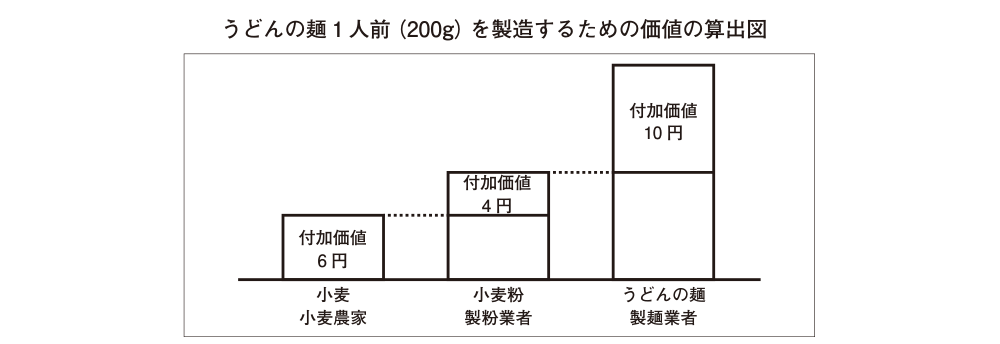 うどんの麺1人前（200g）を製造するための価値の算出図
付加価値
10円
付加価値
4円
付加価値
6円
小麦
小麦農家
小麦粉
製粉業者
うどんの麺
製麺業者